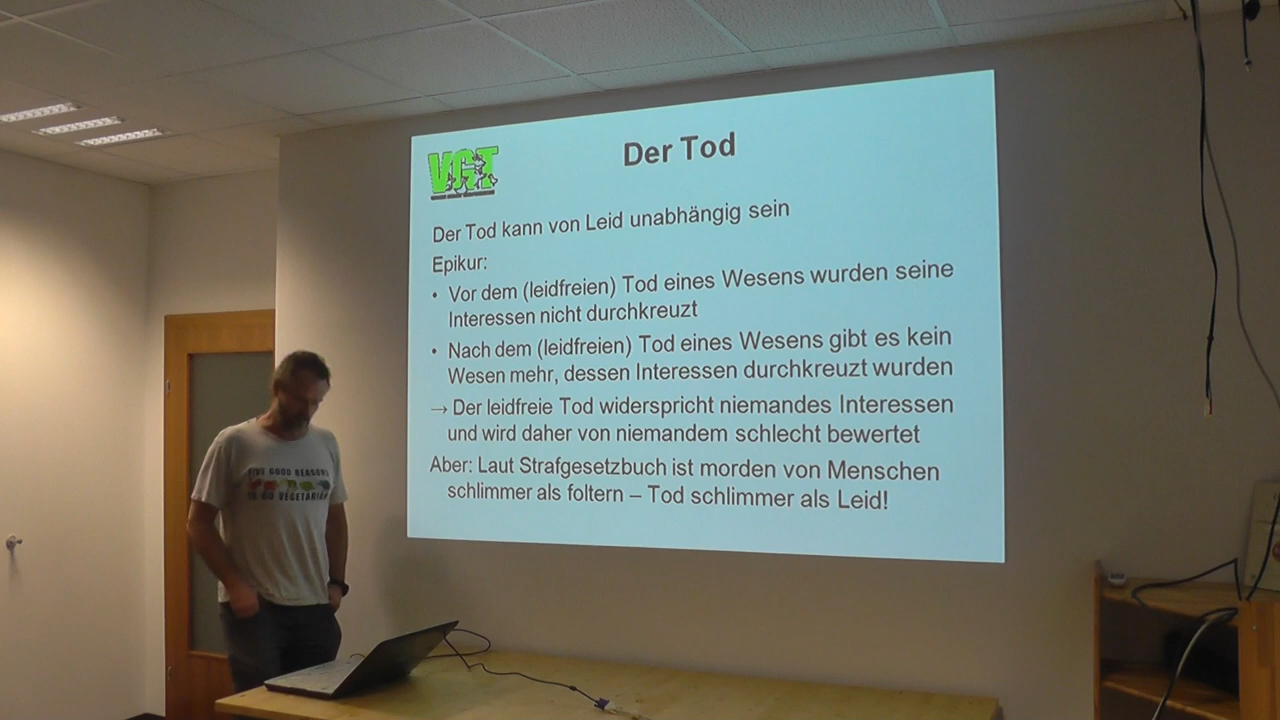 VGT
Der Tod
Der Tod kann von Leid unabhängig sein
Epikur:
• Vor dem (leidfreien) Tod eines Wesens wurden seine
Interessen nicht durchkreuzt
• Nach dem (leidfreien) Tod eines Wesens gibt es kein
Wesen mehr, dessen Interessen durchkreuzt wurden
→ Der leidfreie Tod widerspricht niemandes Interessen
und wird daher von niemandem schlecht bewertet
Aber: Laut Strafgesetzbuch ist morden von Menschen
schlimmer als foltern – Tod schlimmer als Leid!
FIVE GOOD REASONS
TO GO VEGETARIAN